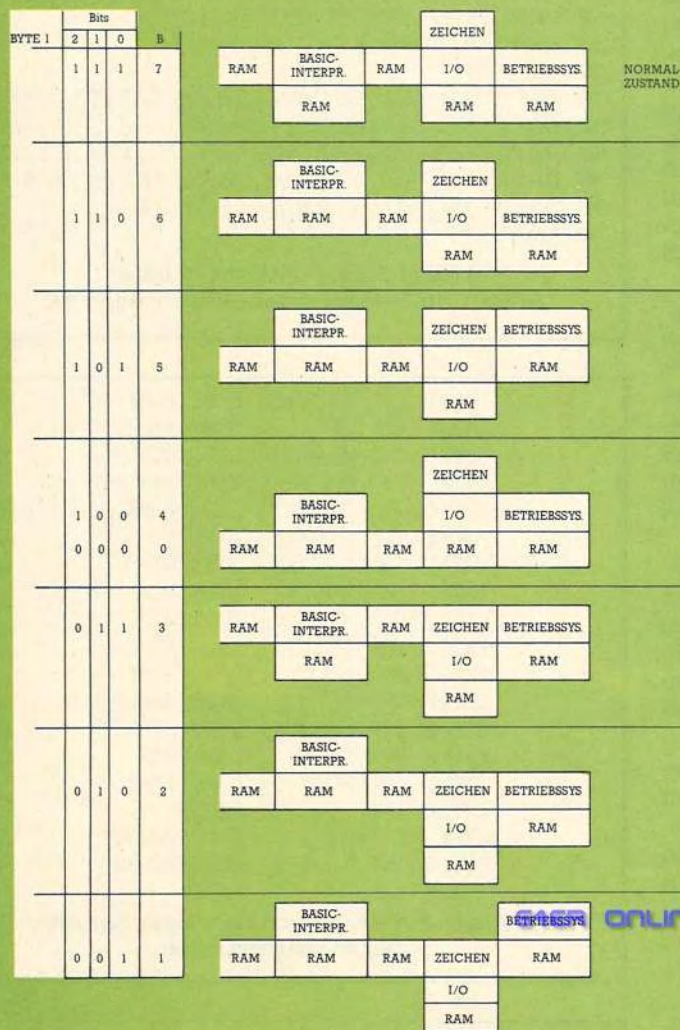 Bits
BYTE 1 2 1 0 B
ZEICHEN
1 1 1 7 RAM BASIC-INTERPR. RAM I/O BETRIEBSSYS. NORMAL-ZUSTAND
RAM RAM RAM
BASIC-INTERPR. ZEICHEN
1 1 0 6 RAM RAM RAM I/O BETRIEBSSYS.
RAM RAM
BASIC-INTERPR. ZEICHEN BETRIEBSSYS.
1 0 1 5 RAM RAM RAM I/O RAM
RAM
ZEICHEN
1 0 0 4 BASIC-INTERPR. I/O BETRIEBSSYS.
0 0 0 0 RAM RAM RAM RAM RAM
0 1 1 3 RAM BASIC-INTERPR. RAM ZEICHEN BETRIEBSSYS.
RAM I/O RAM
RAM
BASIC-INTERPR.
0 1 0 2 RAM RAM RAM ZEICHEN BETRIEBSSYS
I/O RAM
RAM
BASIC-INTERPR. BETRIEBSSYS.
0 0 1 1 RAM RAM RAM ZEICHEN RAM
I/O
RAM